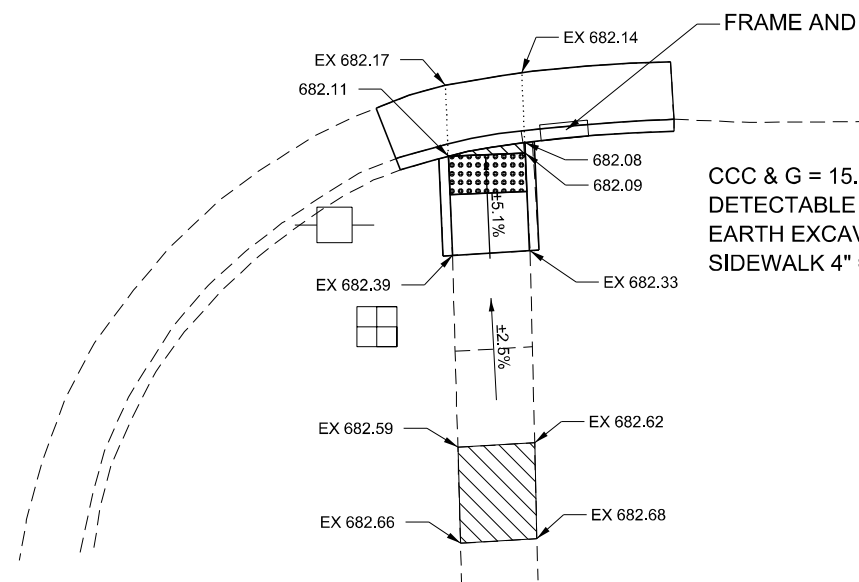 FRAME AND
EX 682.14
EX 682.17
682.11
682.08
682.09
CCC & G = 15.
DETECTABLE
EARTH EXCAV
SIDEWALK 4"
±5.1%
EX 682.39
EX 682.33
±2.5%
EX 682.59
EX 682.62
EX 682.66
EX 682.68